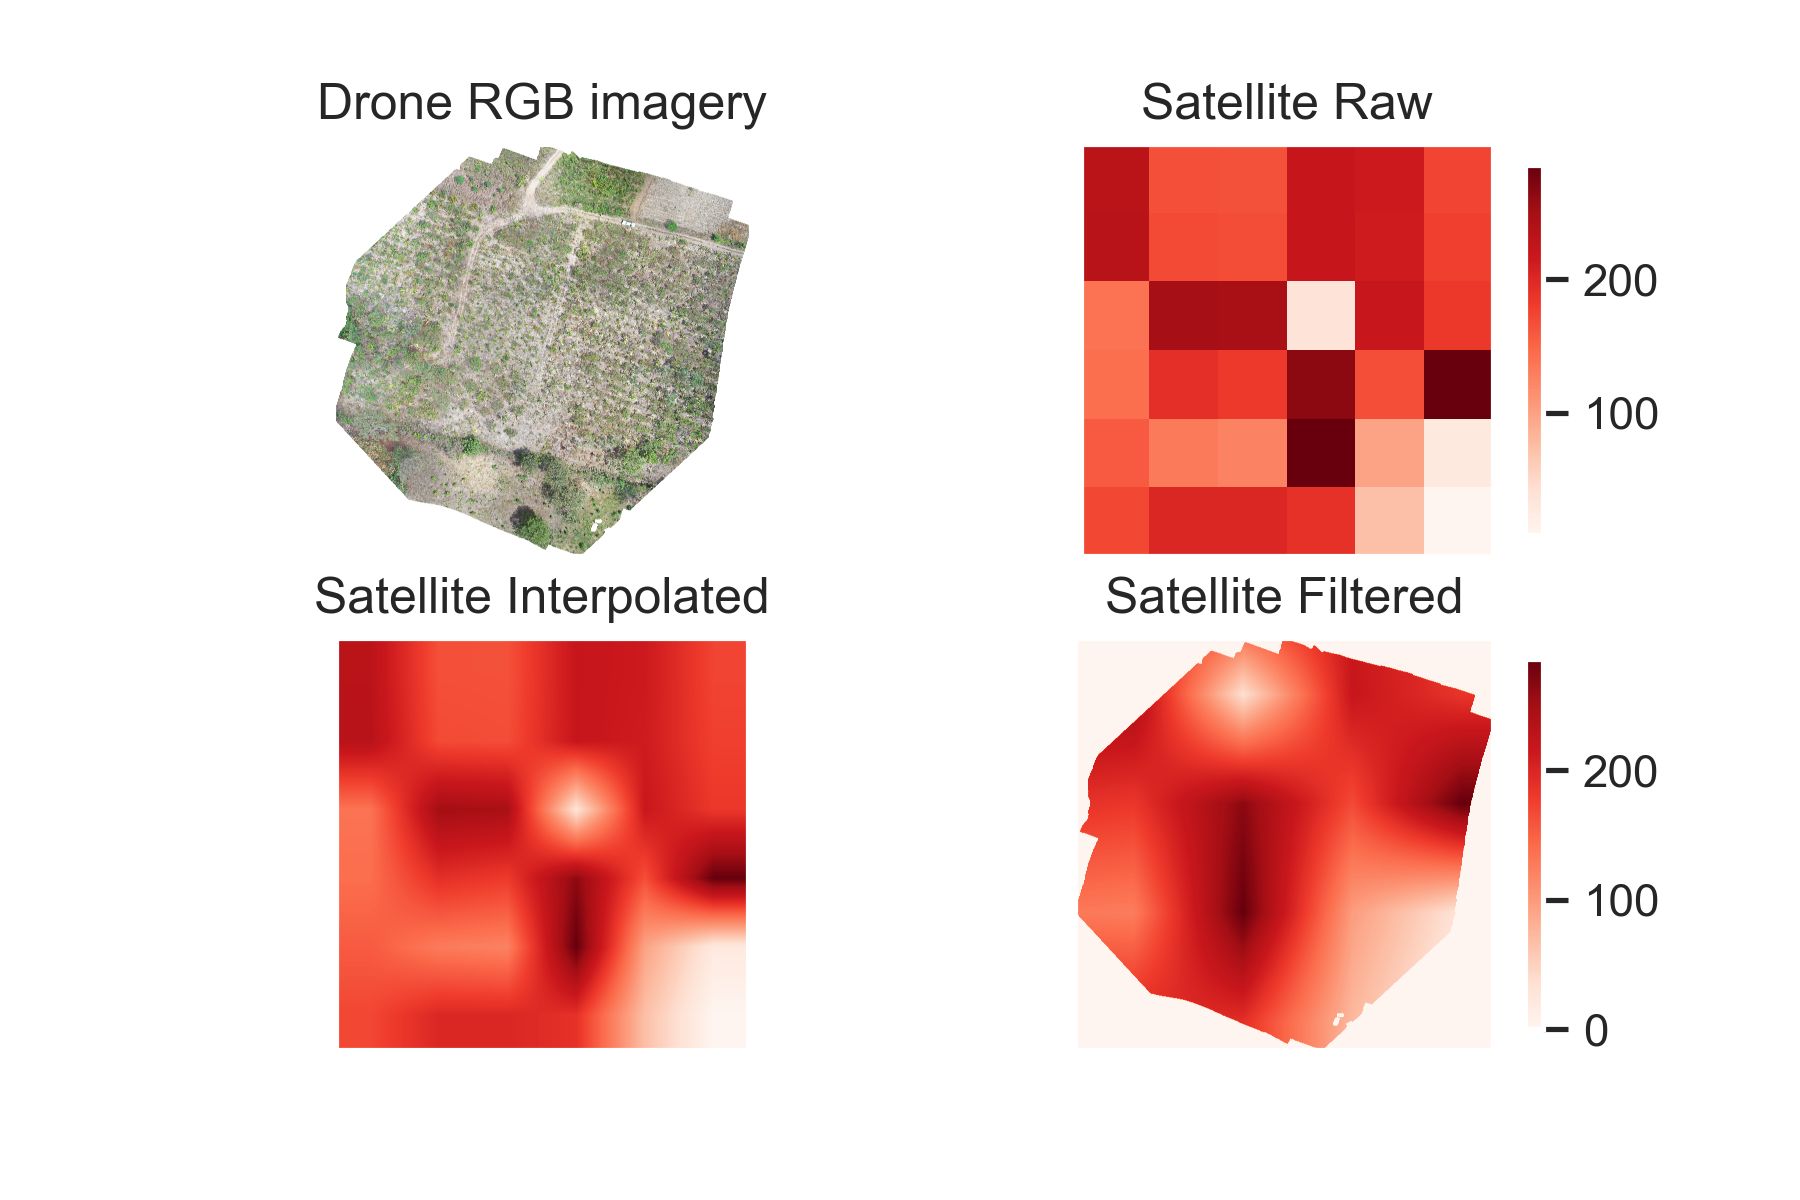 Drone RGB imagery
Satellite Raw
200
100
Satellite Interpolated
Satellite Filtered
200
100
0